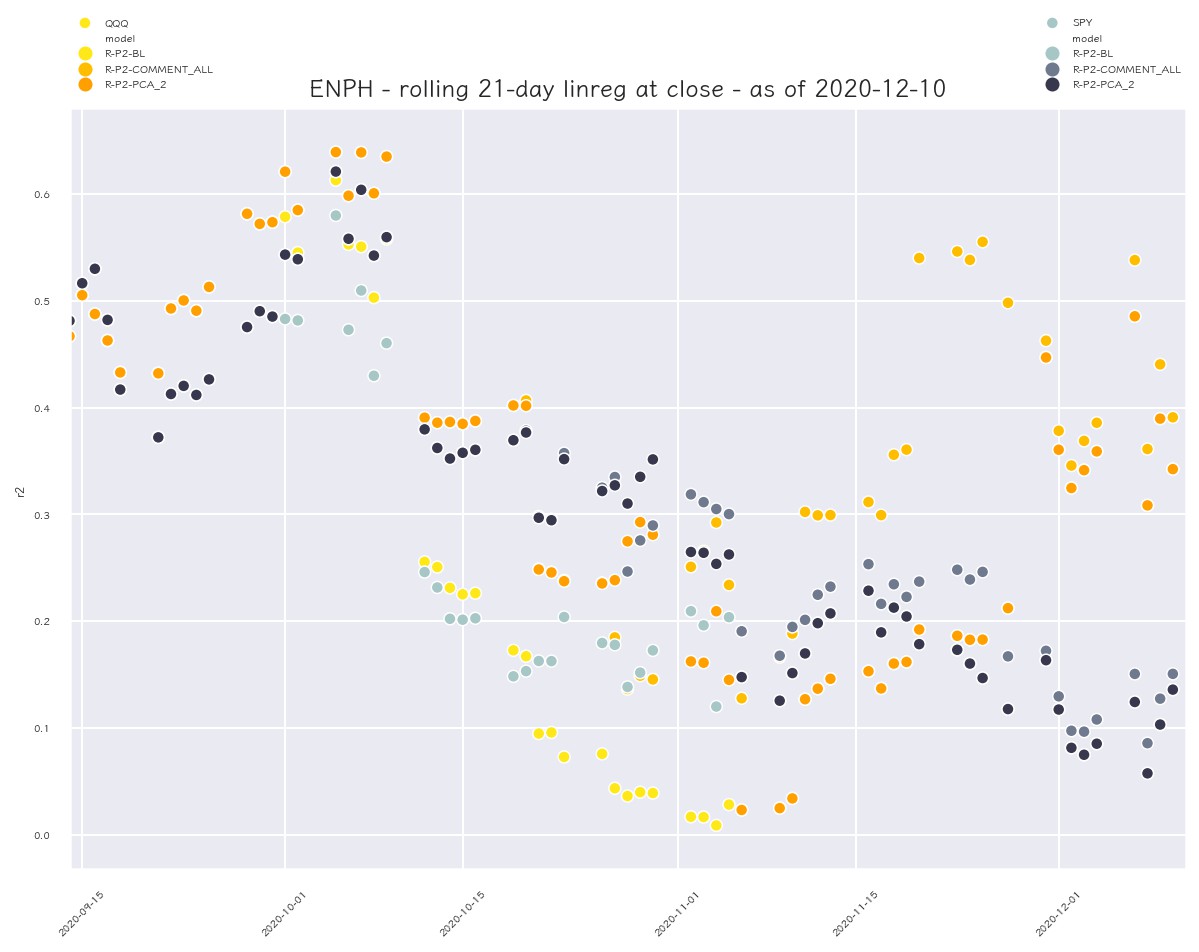 QQQ
model
R-P2-BL
R-P2-COMMENT_ALL
R-P2-PCA_2
SPY
model
R-P2-BL
R-P2-COMMENT_ALL
R-P2-PCA_2
ENPH - rolling 21-day linreg at close - as of 2020-12-10
0.6
0.5
0.4
0.3
0.2
0.1
0.0
r2
2020-09-15
2020-10-01
2020-10-15
2020-11-01
2020-11-15
2020-12-01